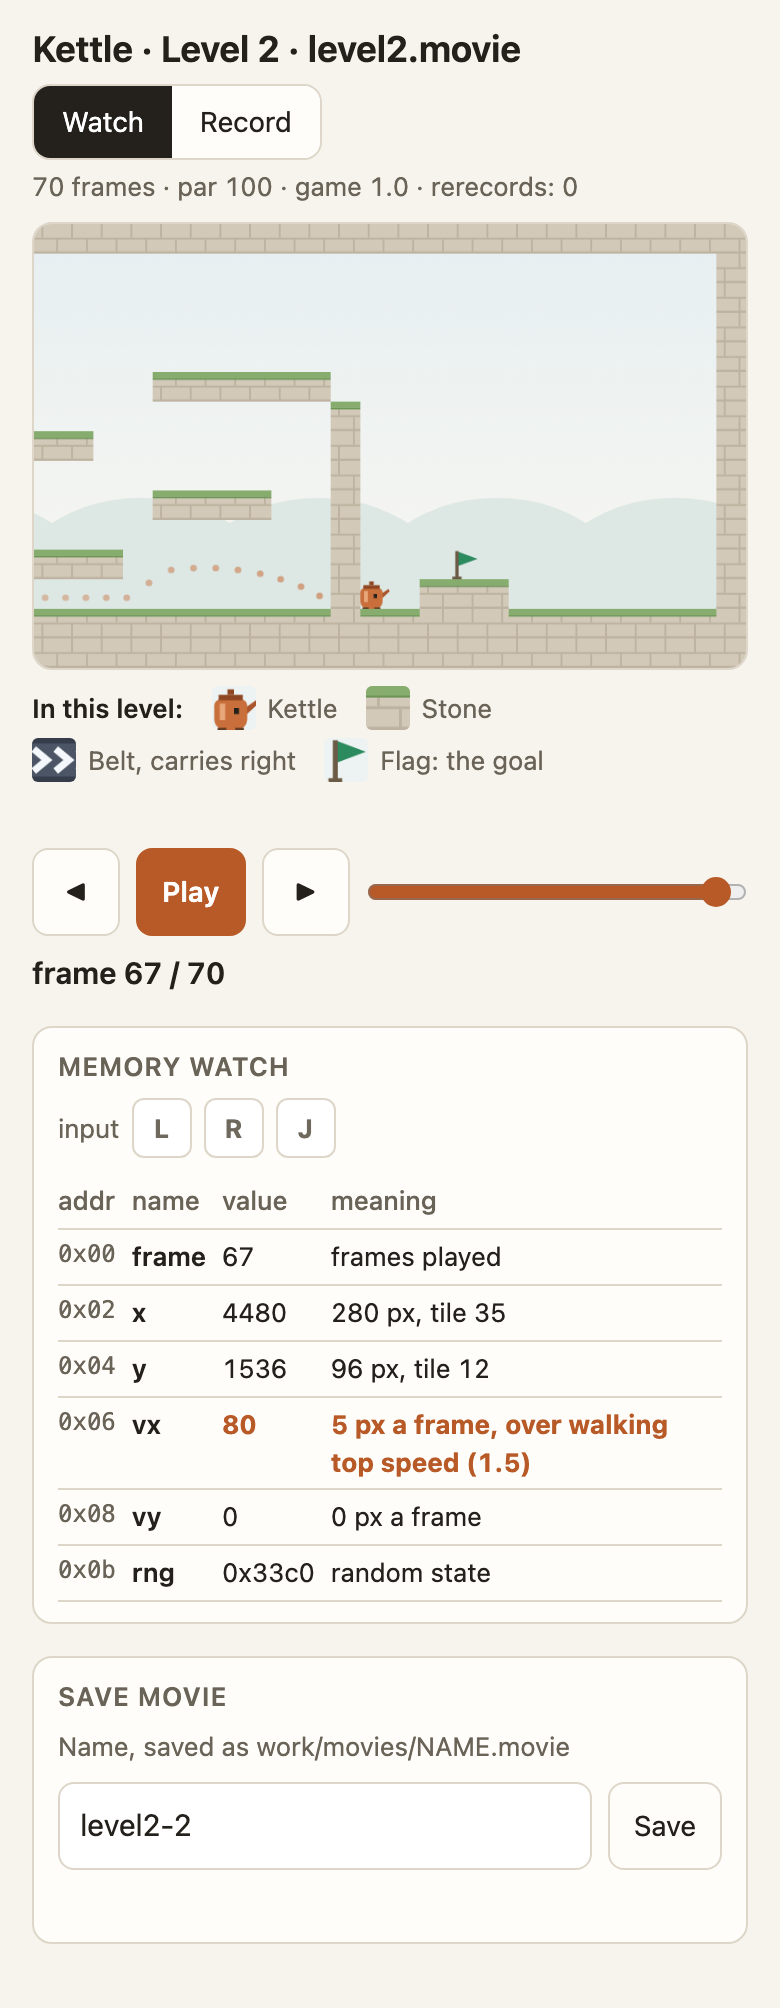 Kettle · Level 2 · level2.movie
Watch Record
70 frames · par 100 · game 1.0 · rerecords: 0
In this level: Kettle Stone
Belt, carries right Flag: the goal
Play
frame 67 / 70
MEMORY WATCH
input L R J
addr name value meaning
0x00 frame 67 frames played
0x02 x 4480 280 px, tile 35
0x04 y 1536 96 px, tile 12
0x06 vx 80 5 px a frame, over walking
top speed (1.5)
0x08 vy 0 0 px a frame
0x0b rng 0x33c0 random state
SAVE MOVIE
Name, saved as work/movies/NAME.movie
level2-2 Save